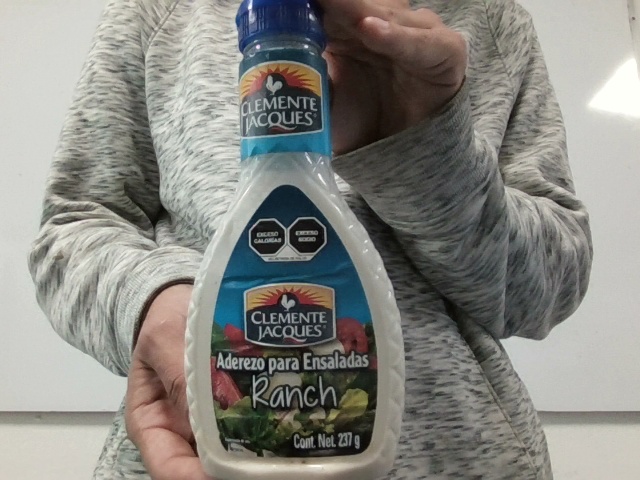 CLEMENTE
JACQUES
EXCESO
CALORÍAS
EXCESO
SODIO
CLEMENTE
JACQUES
Aderezo para Ensaladas
Ranch
Cont. Net. 237 g